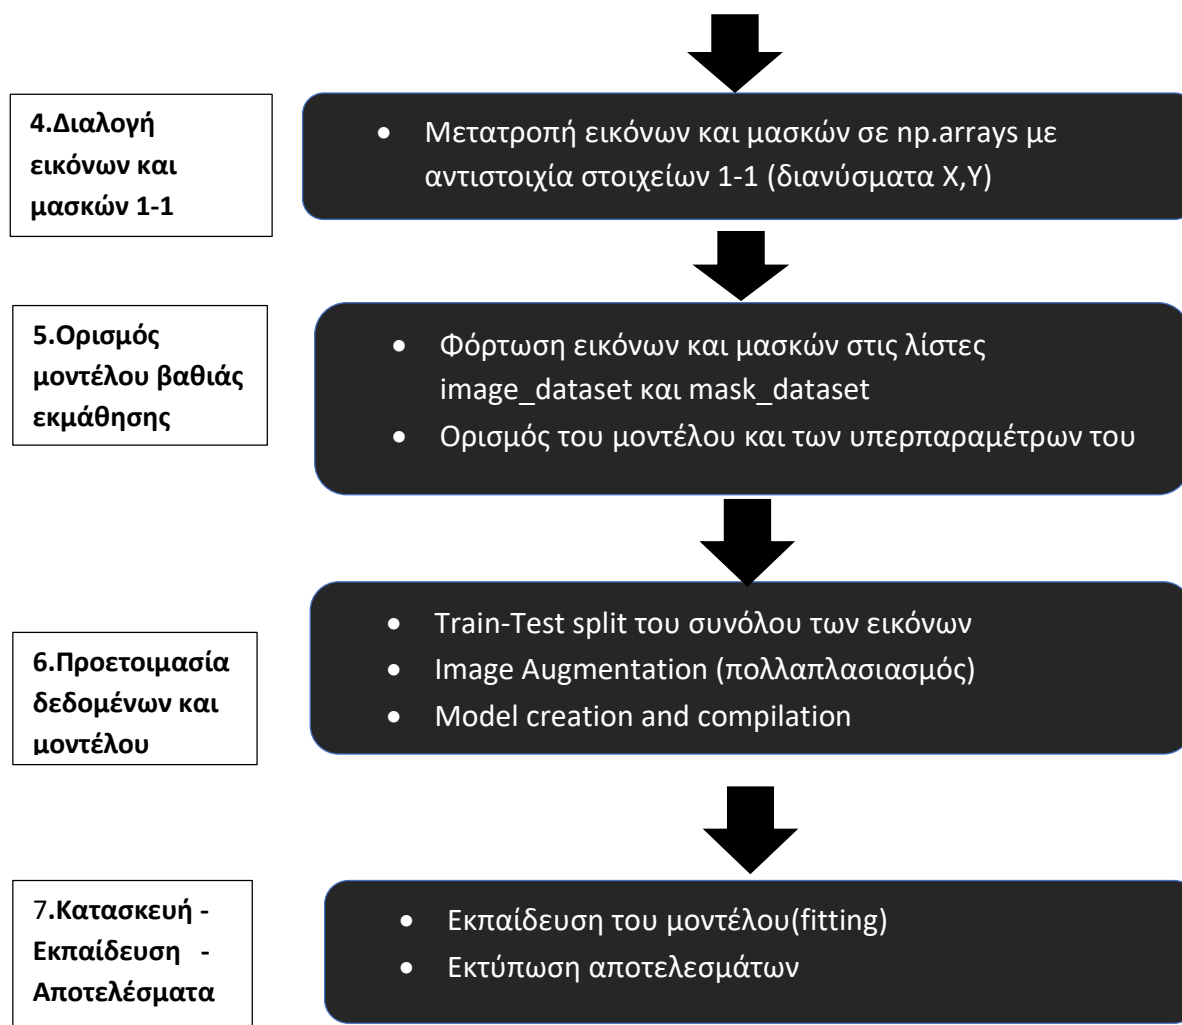 4.Διαλογή
εικόνων και
μασκών 1-1
• Μετατροπή εικόνων και μασκών σε np.arrays με
αντιστοιχία στοιχείων 1-1 (διανύσματα X,Y)
5.Ορισμός
μοντέλου βαθιάς
εκμάθησης
• Φόρτωση εικόνων και μασκών στις λίστες
image_dataset και mask_dataset
• Ορισμός του μοντέλου και των υπερπαραμέτρων του
6.Προετοιμασία
δεδομένων και
μοντέλου
• Train-Test split του συνόλου των εικόνων
• Image Augmentation (πολλαπλασιασμός)
• Model creation and compilation
7.Κατασκευή -
Εκπαίδευση -
Αποτελέσματα
• Εκπαίδευση του μοντέλου(fitting)
• Εκτύπωση αποτελεσμάτων